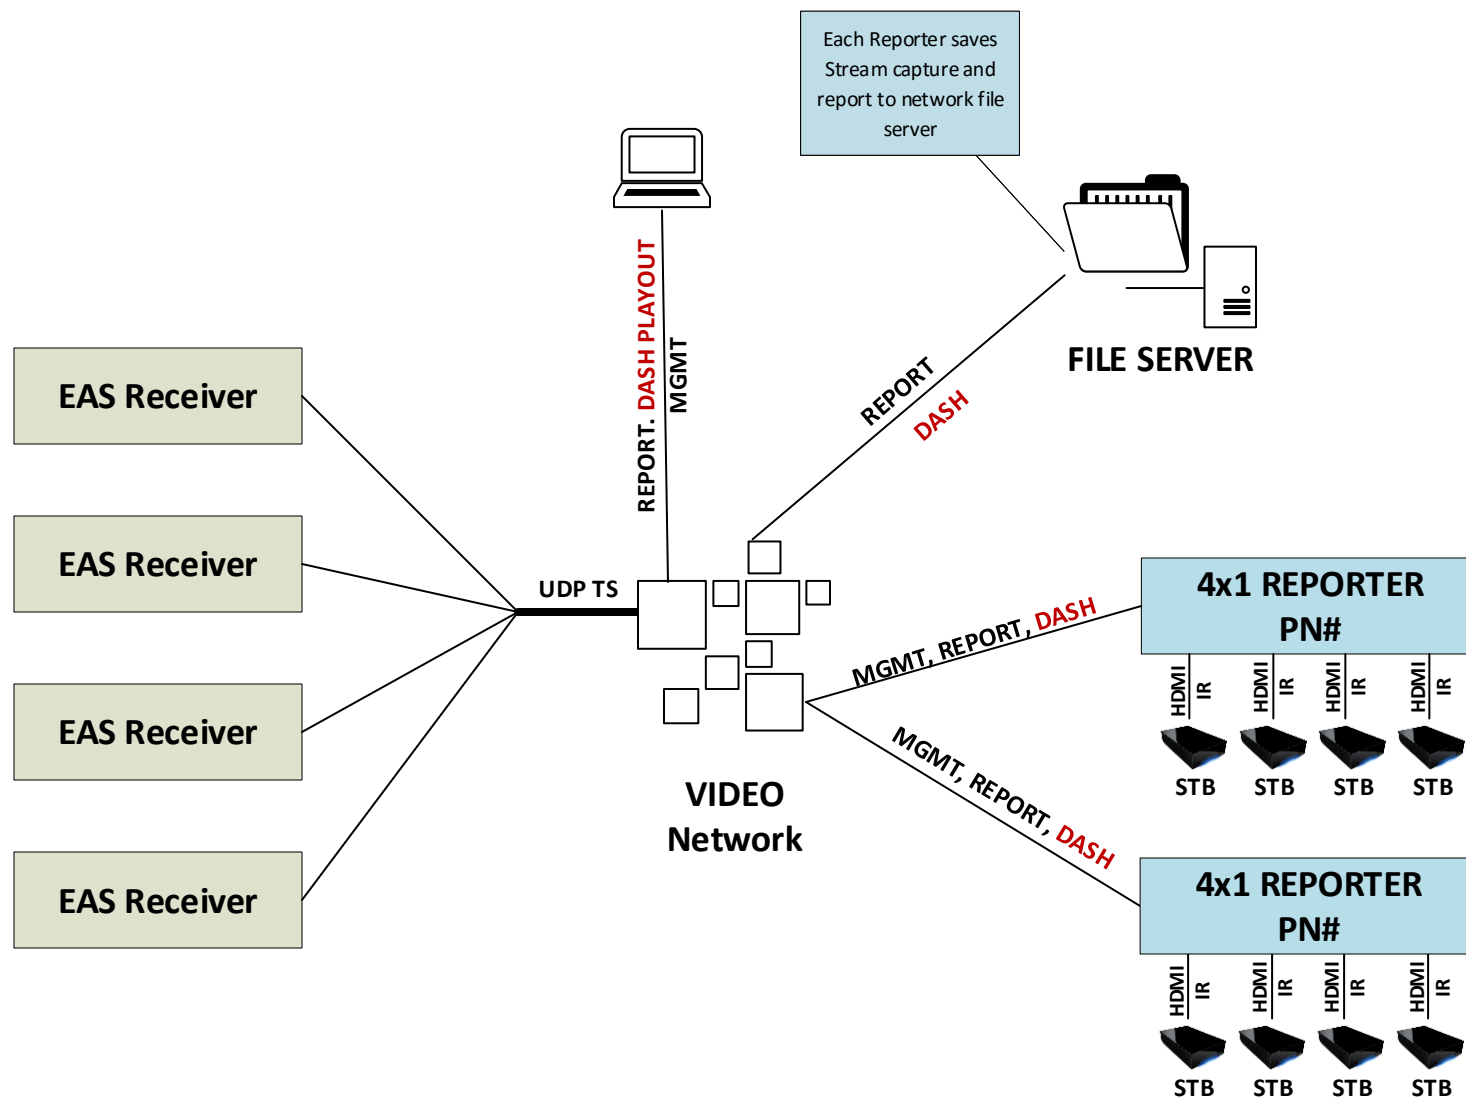 Each Reporter saves
Stream capture and
report to network file
server
REPORT. DASH PLAYOUT
MGMT
FILE SERVER
REPORT
DASH
EAS Receiver
EAS Receiver
EAS Receiver
EAS Receiver
UDP TS
VIDEO
Network
MGMT, REPORT, DASH
MGMT, REPORT, DASH
4x1 REPORTER
PN#
HDMI
IR
HDMI
IR
HDMI
IR
HDMI
IR
STB
STB
STB
STB
4x1 REPORTER
PN#
HDMI
IR
HDMI
IR
HDMI
IR
HDMI
IR
STB
STB
STB
STB